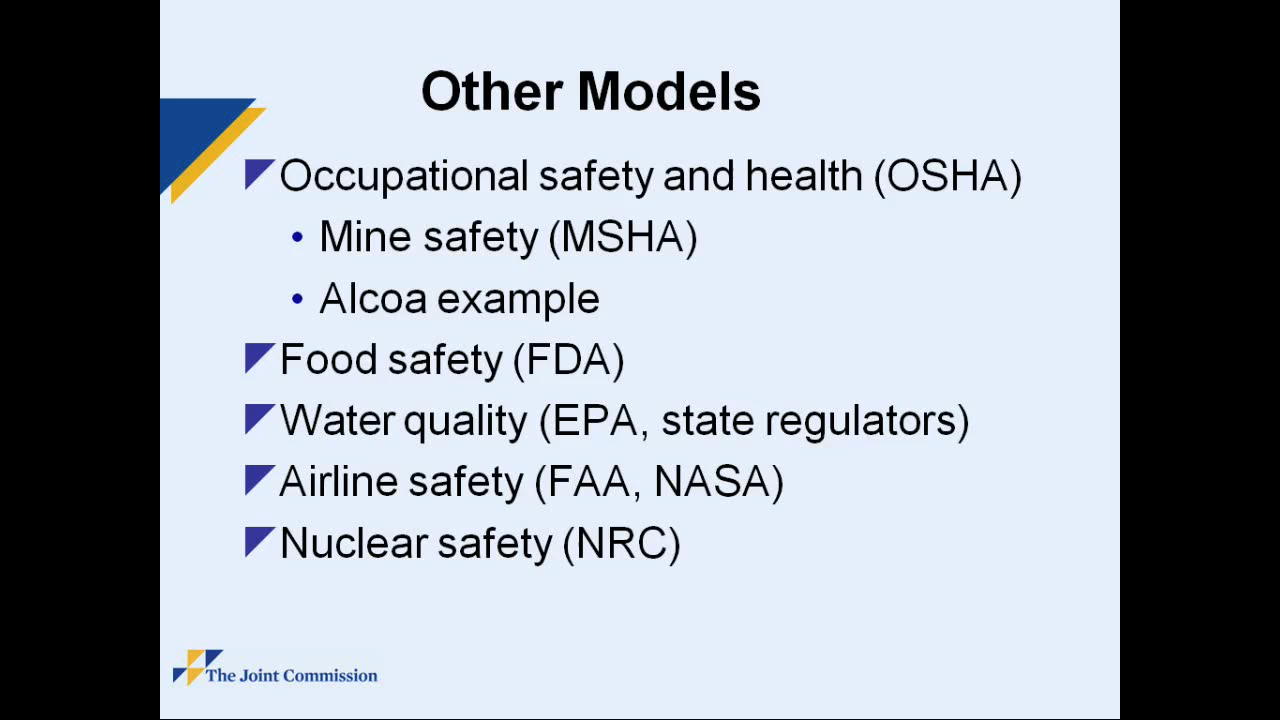 Other Models
Occupational safety and health (OSHA)
• Mine safety (MSHA)
• Alcoa example
Food safety (FDA)
Water quality (EPA, state regulators)
Airline safety (FAA, NASA)
Nuclear safety (NRC)
The Joint Commission